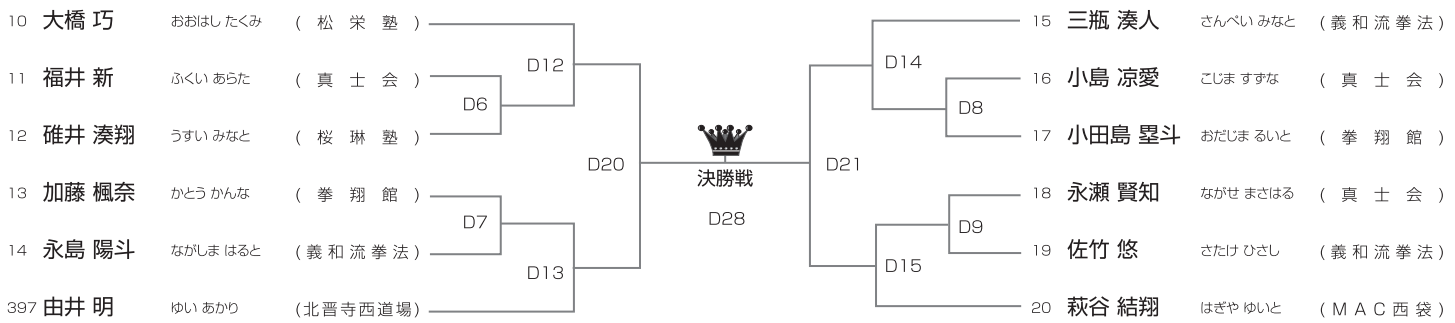 10 大橋 巧 おおはし たくみ (松栄塾)
11 福井 新 ふくい あらた (真士会)
12 碓井 湊翔 うすい みなと (桜琳塾)
13 加藤 楓奈 かとう かんな (拳翔館)
14 永島 陽斗 ながしま はると (義和流拳法)
397 由井 明 ゆい あかり (北晋寺西道場)
D12
D6
D20
D7
D13
決勝戦
D28
D14
D8
D21
D9
D15
15 三瓶 湊人 さんぺい みなと (義和流拳法)
16 小島 凉愛 こじま すずな (真士会)
17 小田島 塁斗 おだじま るいと (拳翔館)
18 永瀬 賢知 ながせ まさはる (真士会)
19 佐竹 悠 さたけ ひさし (義和流拳法)
20 萩谷 結翔 はぎや ゆいと (MAC西袋)